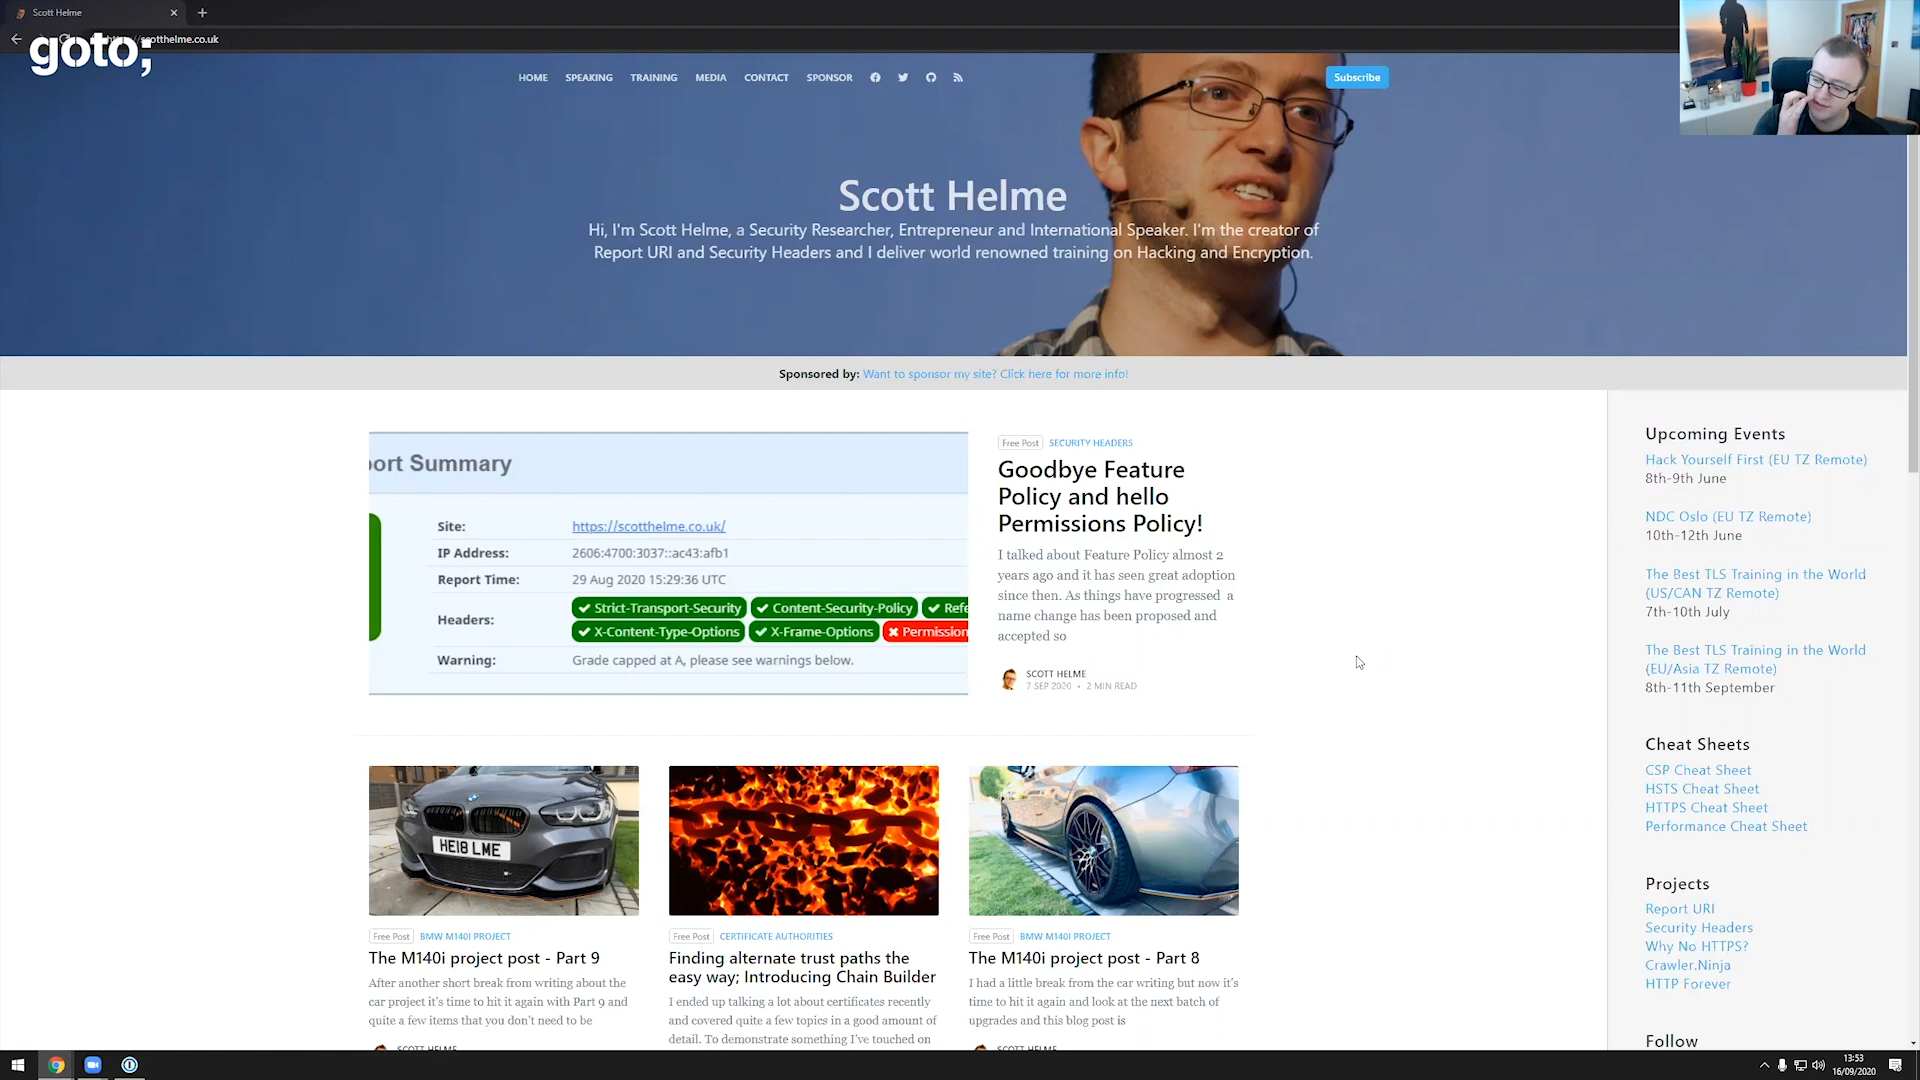 Scott Helme
scotthelme.co.uk
goto;
HOME SPEAKING TRAINING MEDIA CONTACT SPONSOR
Subscribe
Scott Helme
Hi, I'm Scott Helme, a Security Researcher, Entrepreneur and International Speaker. I'm the creator of
Report URI and Security Headers and I deliver world renowned training on Hacking and Encryption.
Sponsored by: Want to sponsor my site? Click here for more info!
ort Summary
Site: https://scotthelme.co.uk/
IP Address: 2606:4700:3037::ac43:afb1
Report Time: 29 Aug 2020 15:29:36 UTC
Headers: Strict-Transport-Security Content-Security-Policy Refe
X-Content-Type-Options X-Frame-Options Permission
Warning: Grade capped at A, please see warnings below.
Free Post SECURITY HEADERS
Goodbye Feature
Policy and hello
Permissions Policy!
I talked about Feature Policy almost 2
years ago and it has seen great adoption
since then. As things have progressed a
name change has been proposed and
accepted so
SCOTT HELME
7 SEP 2020 • 2 MIN READ
HE18 LME
Free Post BMW M140I PROJECT
The M140i project post - Part 9
After another short break from writing about the
car project it's time to hit it again with Part 9 and
quite a few items that you don't need to be
SCOTT HELME
Free Post CERTIFICATE AUTHORITIES
Finding alternate trust paths the
easy way; Introducing Chain Builder
I ended up talking a lot about certificates recently
and covered quite a few topics in a good amount of
detail. To demonstrate something I've touched on
Free Post BMW M140I PROJECT
The M140i project post - Part 8
I had a little break from the car writing but now it's
time to hit it again and look at the next batch of
upgrades and this blog post is
SCOTT HELME
Upcoming Events
Hack Yourself First (EU TZ Remote)
8th-9th June
NDC Oslo (EU TZ Remote)
10th-12th June
The Best TLS Training in the World
(US/CAN TZ Remote)
7th-10th July
The Best TLS Training in the World
(EU/Asia TZ Remote)
8th-11th September
Cheat Sheets
CSP Cheat Sheet
HSTS Cheat Sheet
HTTPS Cheat Sheet
Performance Cheat Sheet
Projects
Report URI
Security Headers
Why No HTTPS?
Crawler.Ninja
HTTP Forever
Follow
13:53
16/09/2020